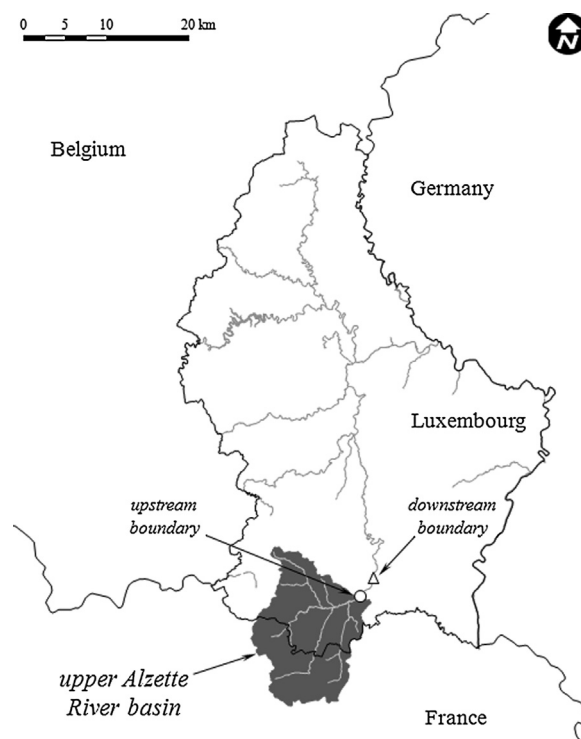 0 5 10 20 km
N
Belgium
Germany
Luxembourg
upstream
boundary
downstream
boundary
upper Alzette
River basin
France